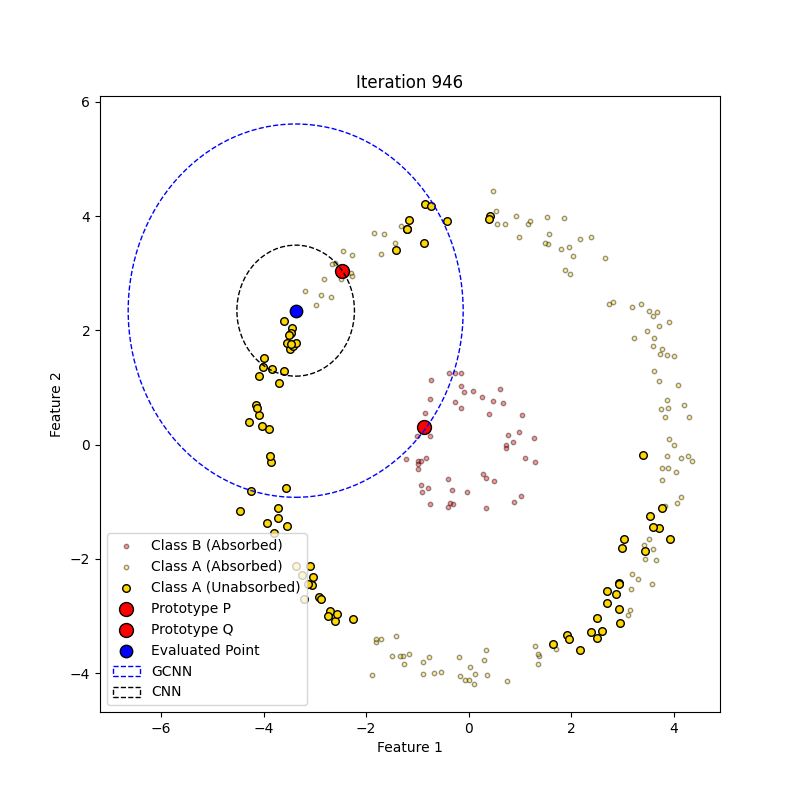 Iteration 946
6
4
2
0
−2
−4
Feature 2
Class B (Absorbed)
Class A (Absorbed)
Class A (Unabsorbed)
Prototype P
Prototype Q
Evaluated Point
GCNN
CNN
−6 −4 −2 0 2 4
Feature 1